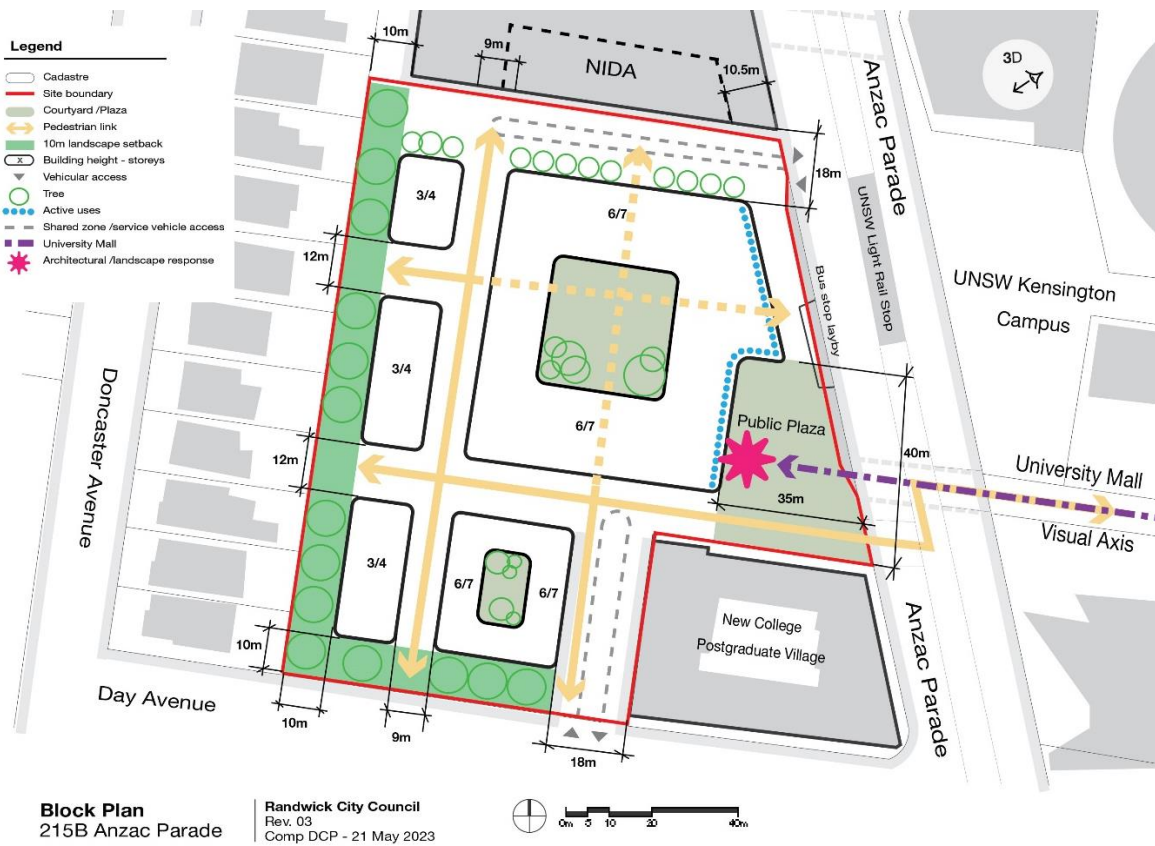 Legend
Cadastre
Site boundary
Courtyard /Plaza
Pedestrian link
10m landscape setback
x
Building height - storeys
Vehicular access
Tree
Active uses
Shared zone /service vehicle access
University Mall
Architectural /landscape response
10m
9m
NIDA
10.5m
Anzac Parade
3D
18m
3/4
6/7
UNSW Light Rail Stop
12m
Bus stop layby
UNSW Kensington
Campus
3/4
Doncaster Avenue
6/7
Public Plaza
40m
12m
35m
University Mall
Visual Axis
3/4
6/7
6/7
New College
Postgraduate Village
Anzac Parade
10m
Day Avenue
10m
9m
18m
Block Plan
215B Anzac Parade
Randwick City Council
Rev. 03
Comp DCP - 21 May 2023
0m 5 10 20 40m